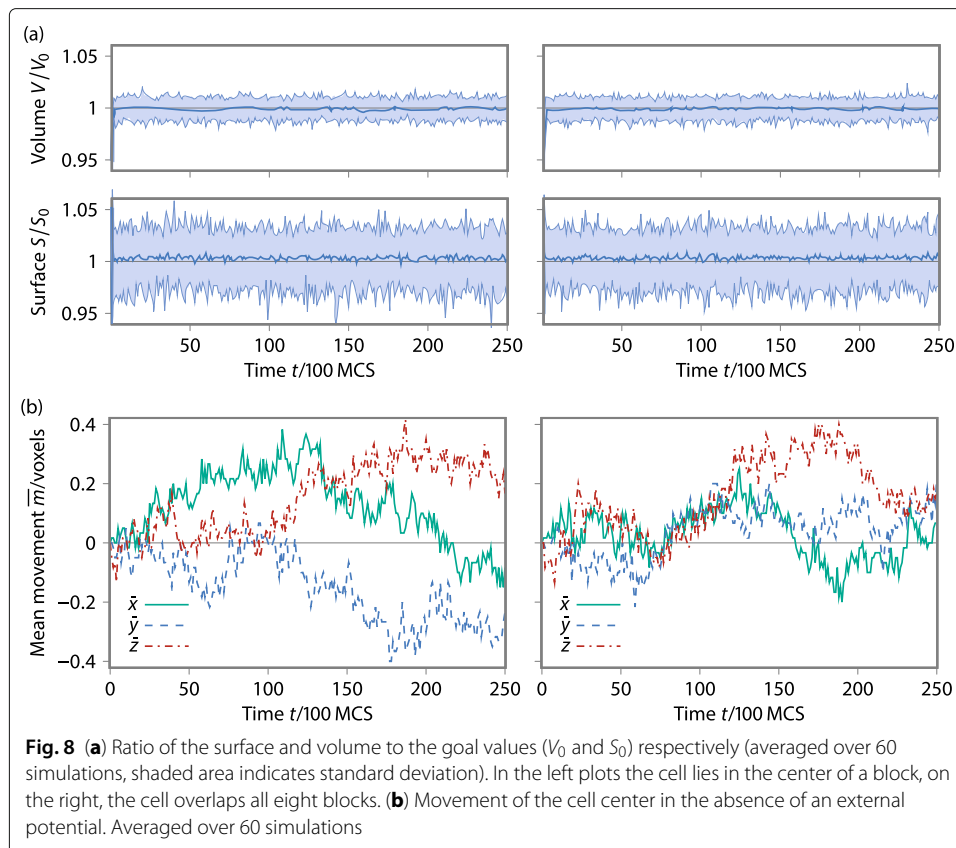 (a)
Volume V/V₀
1.05
1
0.95
Surface S/S₀
1.05
1
0.95
50 100 150 200 250
Time t/100 MCS
50 100 150 200 250
Time t/100 MCS
(b)
Mean movement m̅/voxels
0.4
0.2
0
−0.2
−0.4
x̄
ȳ
z̄
x̄
ȳ
z̄
0 50 100 150 200 250
Time t/100 MCS
0 50 100 150 200 250
Time t/100 MCS
Fig. 8 (a) Ratio of the surface and volume to the goal values (V₀ and S₀) respectively (averaged over 60
simulations, shaded area indicates standard deviation). In the left plots the cell lies in the center of a block, on
the right, the cell overlaps all eight blocks. (b) Movement of the cell center in the absence of an external
potential. Averaged over 60 simulations